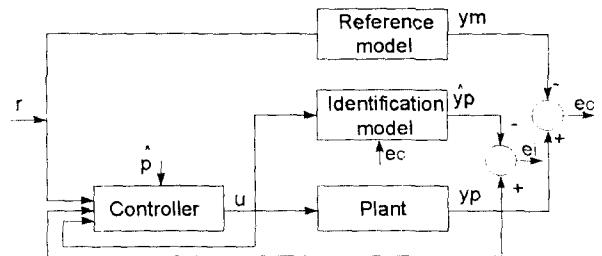 Reference
model
ym
r
Identification
model
ŷp
-
-
ec
ec
ei
+
p̂
+
Controller
u
Plant
yp